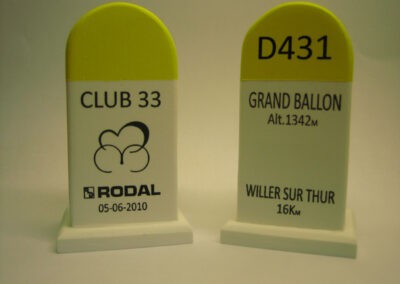 CLUB 33
RODAL
05-06-2010
D431
GRAND BALLON
Alt.1342M
WILLER SUR THUR
16KM